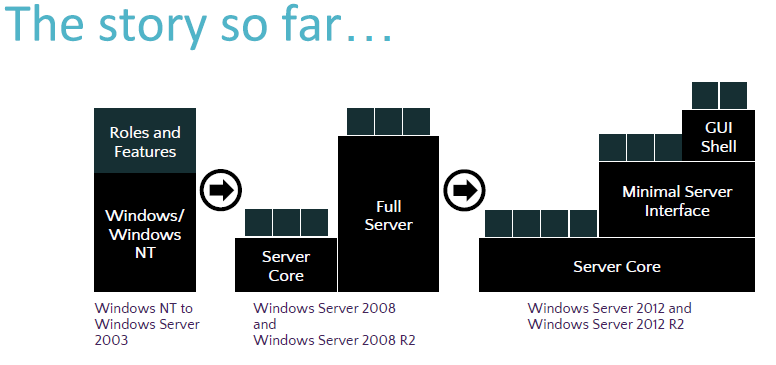 The story so far...
Roles and
Features
Windows/
Windows
NT
Windows NT to
Windows Server
2003
Server
Core
Full
Server
Windows Server 2008
and
Windows Server 2008 R2
GUI
Shell
Minimal Server
Interface
Server Core
Windows Server 2012 and
Windows Server 2012 R2